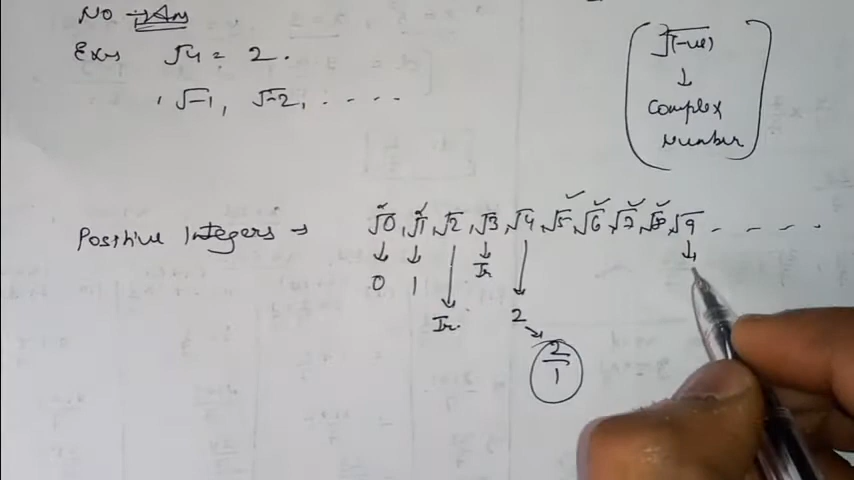 No
Exs √4 = 2.
, √-1, √-2, - - - -
√(-ve)
↓
Complex
Number
Positive Integers → √0, √1, √2, √3, √4, √5, √6, √7, √8, √9 - - - - .
↓ ↓ ↓ ↓ ↓ ↓
0 1 Ir. Ir 2
2/1